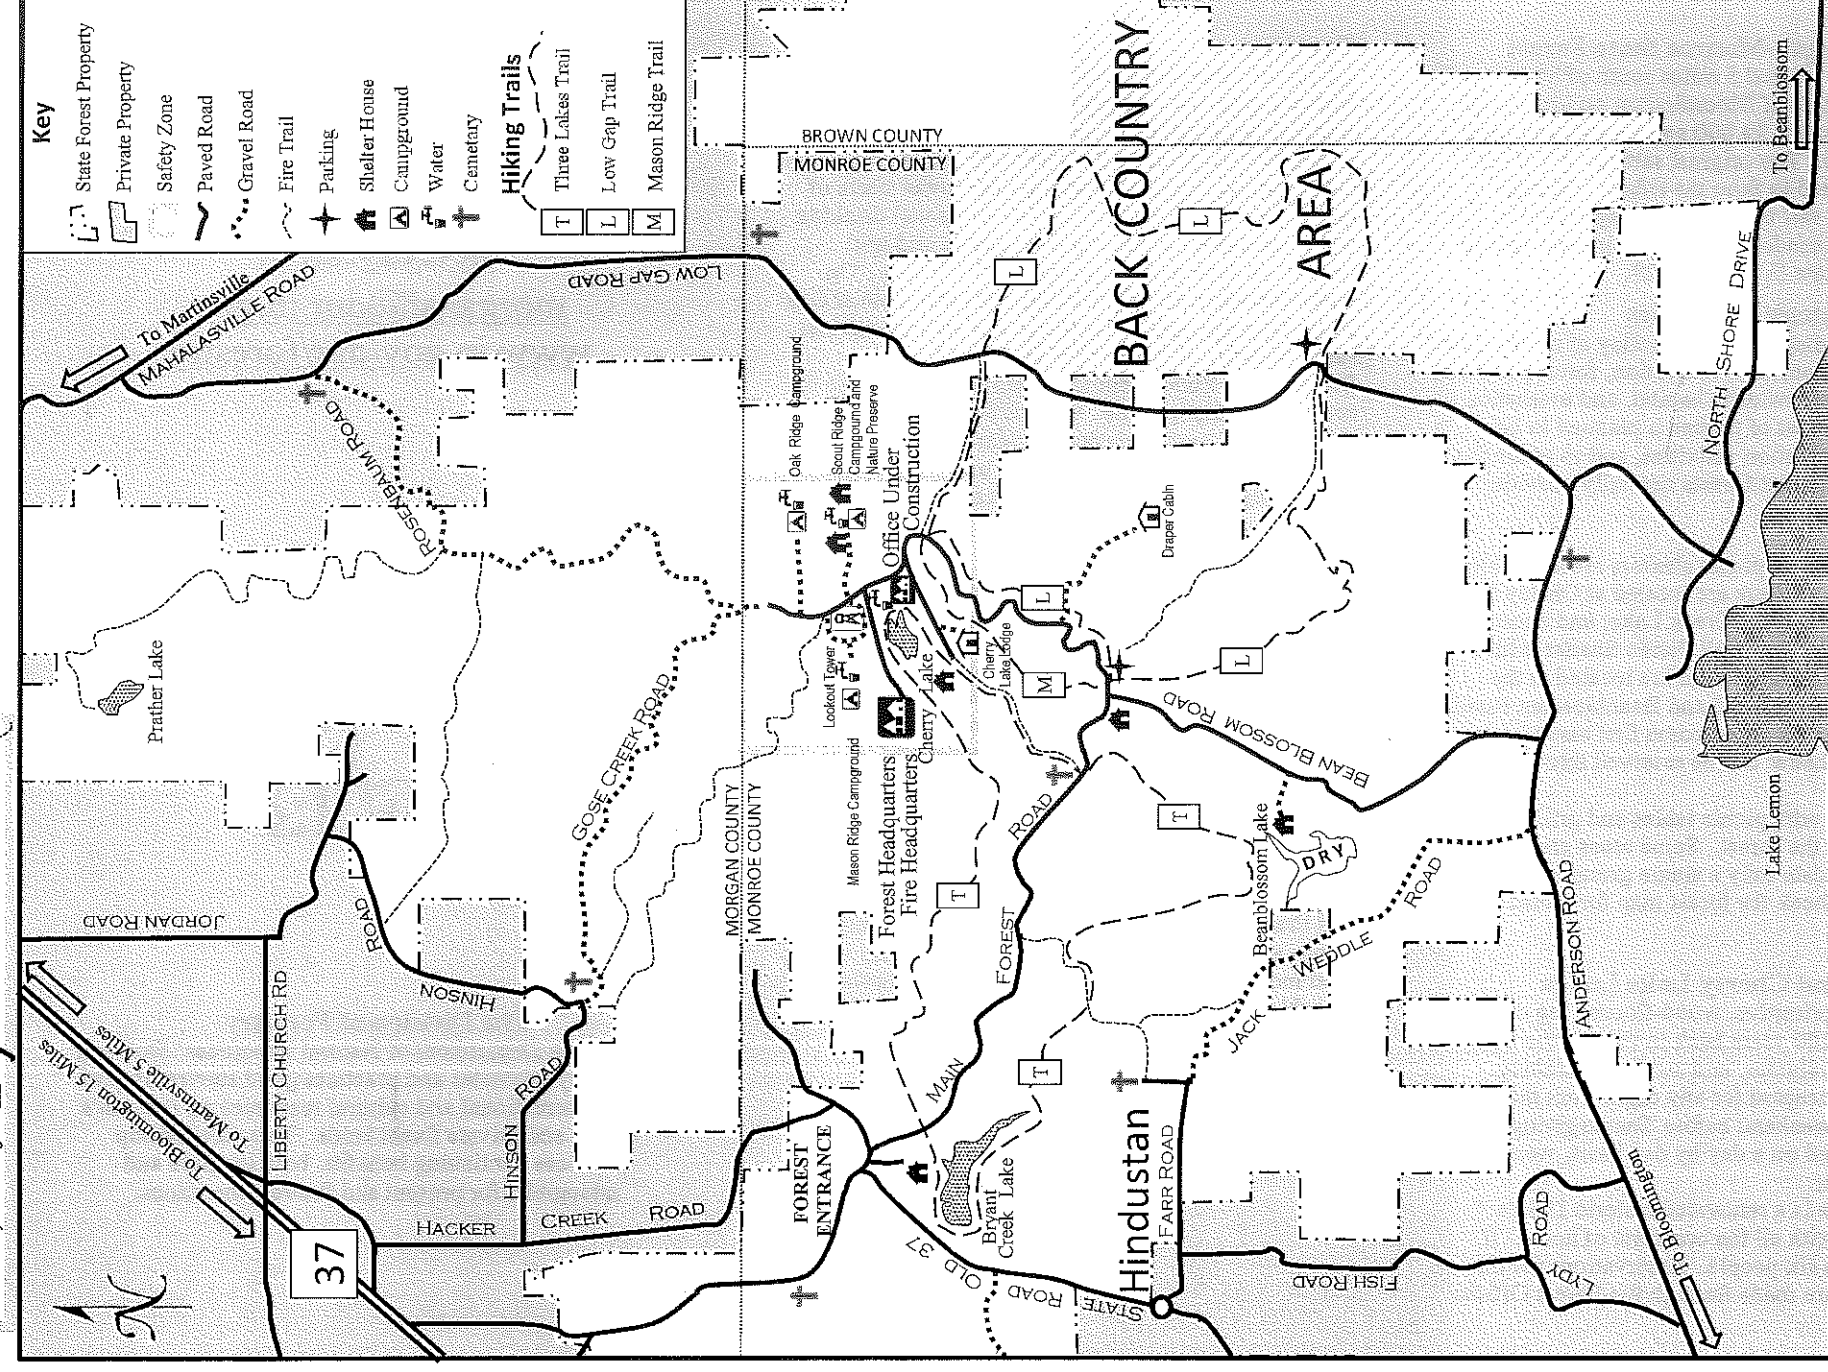 Key
State Forest Property
Private Property
Safety Zone
Paved Road
Gravel Road
Fire Trail
Parking
Shelter House
Campground
Water
Cemetary
Hiking Trails
T Three Lakes Trail
L Low Gap Trail
M Mason Ridge Trail
To Martinsville
MAHALASVILLE ROAD
LOW GAP ROAD
ROSENBAUM ROAD
Prather Lake
JORDAN ROAD
To Bloomington 15 Miles
To Martinsville 5 Miles
LIBERTY CHURCH RD
37
HINSON
ROAD
HINSON
ROAD
HACKER
CREEK
ROAD
GOSE CREEK ROAD
MORGAN COUNTY
MONROE COUNTY
BROWN COUNTY
MONROE COUNTY
Oak Ridge Campground
Scout Ridge
Campground and
Nature Preserve
Office Under
Construction
Lookout Tower
Mason Ridge Campground
Forest Headquarters
Fire Headquarters
Cherry Lake
Cherry
Lake Lodge
Draper Cabin
FOREST
ENTRANCE
MAIN
FOREST
ROAD
T
T
T
M
L
L
L
L
BACK COUNTRY
AREA
BEAN BLOSSOM ROAD
Beanblossom Lake
DRY
Bryant
Creek Lake
OLD 37
STATE
ROAD
Hindustan
FARR ROAD
JACK
WEDDLE
ROAD
FISH ROAD
LYDY
ROAD
ANDERSON ROAD
To Bloomington
NORTH SHORE DRIVE
Lake Lemon
To Beanblossom